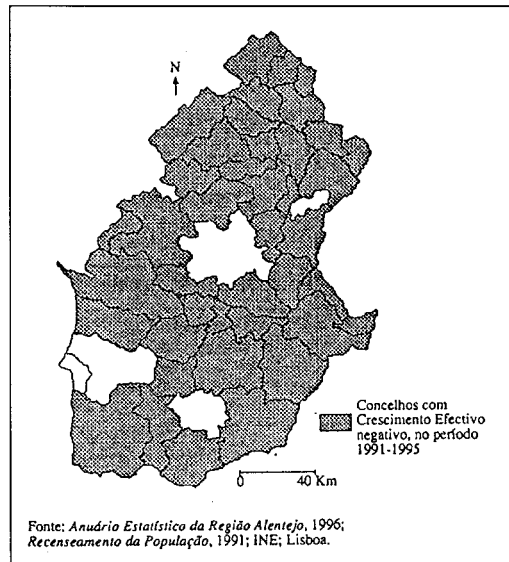 N
Concelhos com
Crescimento Efectivo
negativo, no período
1991-1995
0 40 Km
Fonte: Anuário Estatístico da Região Alentejo, 1996;
Recenseamento da População, 1991; INE; Lisboa.